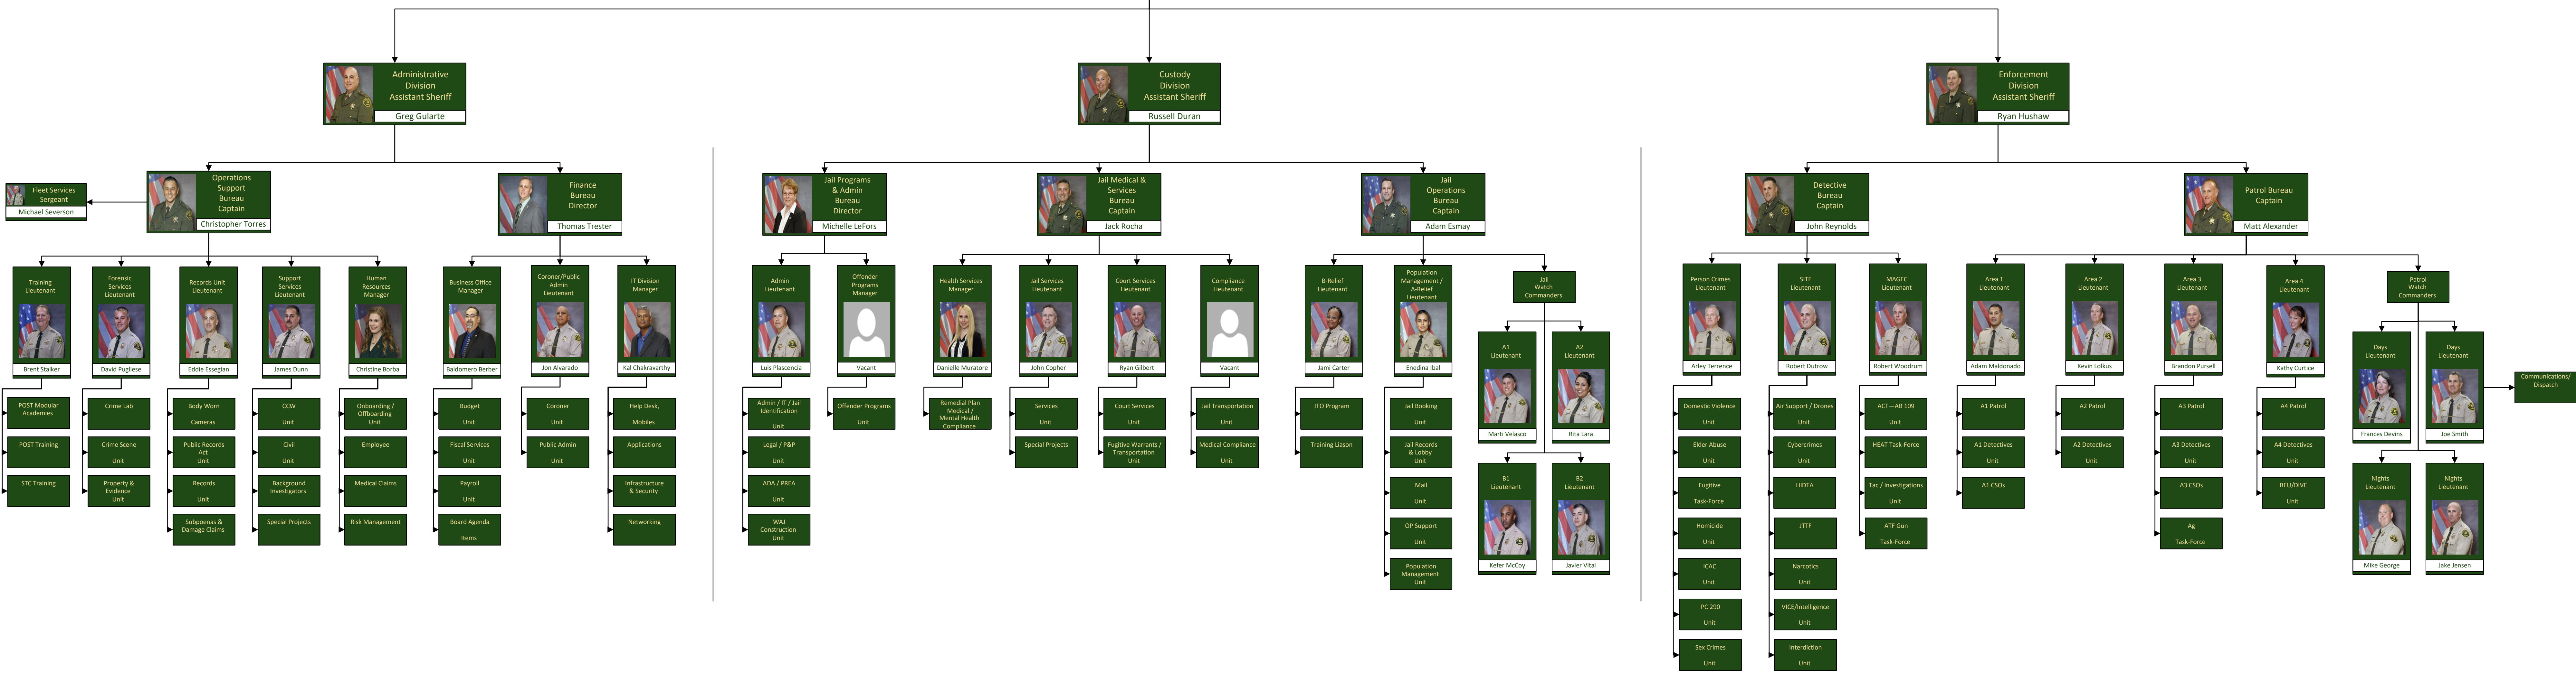 Administrative
Division
Assistant Sheriff
Greg Gularte
Custody
Division
Assistant Sheriff
Russell Duran
Enforcement
Division
Assistant Sheriff
Ryan Hushaw
Fleet Services
Sergeant
Michael Severson
Operations
Support
Bureau
Captain
Christopher Torres
Finance
Bureau
Director
Thomas Trester
Jail Programs
& Admin
Bureau
Director
Michelle LeFors
Jail Medical &
Services
Bureau
Captain
Jack Rocha
Jail
Operations
Bureau
Captain
Adam Esmay
Detective
Bureau
Captain
John Reynolds
Patrol Bureau
Captain
Matt Alexander
Training
Lieutenant
Brent Stalker
Forensic
Services
Lieutenant
David Pugliese
Records Unit
Lieutenant
Eddie Essegian
Support
Services
Lieutenant
James Dunn
Human
Resources
Manager
Christine Borba
Business Office
Manager
Baldomero Berber
Coroner/Public
Admin
Lieutenant
Jon Alvarado
IT Division
Manager
Kal Chakravarthy
Admin
Lieutenant
Luis Plascencia
Offender
Programs
Manager
Vacant
Health Services
Manager
Danielle Muratore
Jail Services
Lieutenant
John Copher
Court Services
Lieutenant
Ryan Gilbert
Compliance
Lieutenant
Vacant
B-Relief
Lieutenant
Jami Carter
Population
Management /
A-Relief
Lieutenant
Enedina Ibal
Jail
Watch
Commanders
A1
Lieutenant
Marti Velasco
A2
Lieutenant
Rita Lara
B1
Lieutenant
Kefer McCoy
B2
Lieutenant
Javier Vital
Person Crimes
Lieutenant
Arley Terrence
SITF
Lieutenant
Robert Dutrow
MAGEC
Lieutenant
Robert Woodrum
Area 1
Lieutenant
Adam Maldonado
Area 2
Lieutenant
Kevin Lolkus
Area 3
Lieutenant
Brandon Pursell
Area 4
Lieutenant
Kathy Curtice
Patrol
Watch
Commanders
Days
Lieutenant
Frances Devins
Days
Lieutenant
Joe Smith
Nights
Lieutenant
Mike George
Nights
Lieutenant
Jake Jensen
Communications/
Dispatch
POST Modular
Academies
POST Training
STC Training
Crime Lab
Crime Scene
Unit
Property &
Evidence
Unit
Body Worn
Cameras
Public Records
Act
Unit
Records
Unit
Subpoenas &
Damage Claims
CCW
Unit
Civil
Unit
Background
Investigators
Special Projects
Onboarding /
Offboarding
Unit
Employee
Medical Claims
Risk Management
Budget
Unit
Fiscal Services
Unit
Payroll
Unit
Board Agenda
Items
Coroner
Unit
Public Admin
Unit
Help Desk,
Mobiles
Applications
Infrastructure
& Security
Networking
Admin / IT / Jail
Identification
Unit
Legal / P&P
Unit
ADA / PREA
Unit
WAJ
Construction
Unit
Offender Programs
Unit
Remedial Plan
Medical /
Mental Health
Compliance
Services
Unit
Special Projects
Court Services
Unit
Fugitive Warrants /
Transportation
Unit
Jail Transportation
Unit
Medical Compliance
Unit
JTO Program
Training Liason
Jail Booking
Unit
Jail Records
& Lobby
Unit
Mail
Unit
OP Support
Unit
Population
Management
Unit
Domestic Violence
Unit
Elder Abuse
Unit
Fugitive
Task-Force
Homicide
Unit
ICAC
Unit
PC 290
Unit
Sex Crimes
Unit
Air Support / Drones
Unit
Cybercrimes
Unit
HIDTA
JTTF
Narcotics
Unit
VICE/Intelligence
Unit
Interdiction
Unit
ACT—AB 109
Unit
HEAT Task-Force
Tac / Investigations
Unit
ATF Gun
Task-Force
A1 Patrol
A1 Detectives
Unit
A1 CSOs
A2 Patrol
A2 Detectives
Unit
A3 Patrol
A3 Detectives
Unit
A3 CSOs
Ag
Task-Force
A4 Patrol
A4 Detectives
Unit
BEU/DIVE
Unit